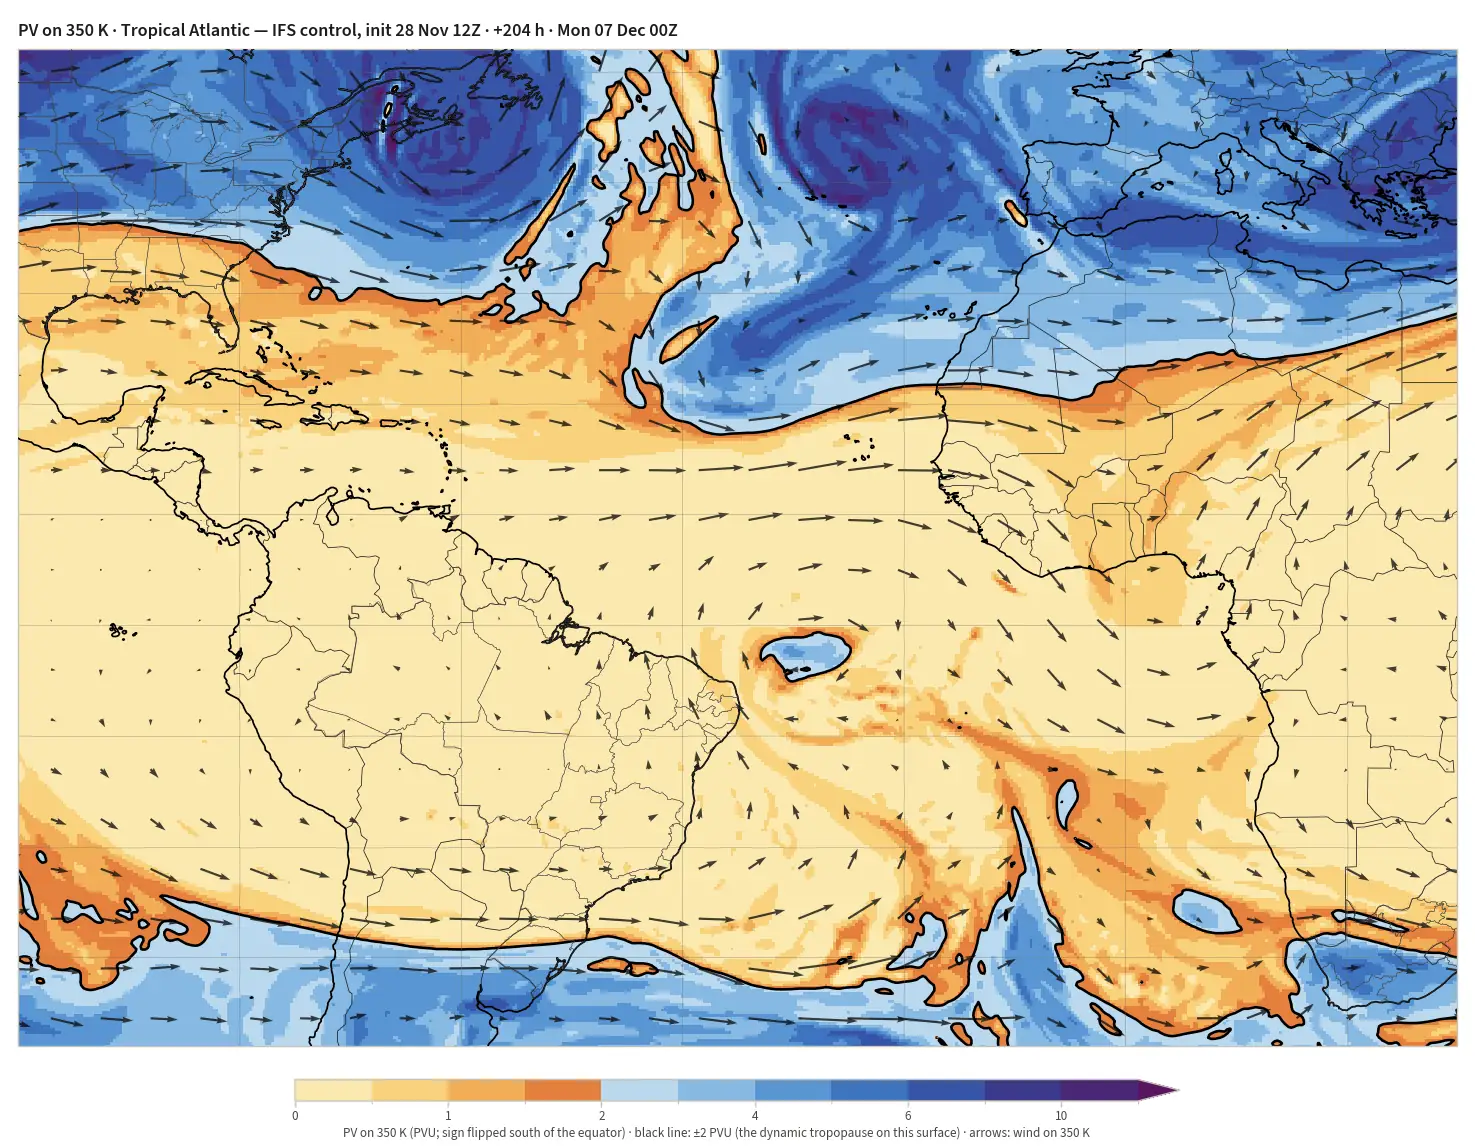 PV on 350 K · Tropical Atlantic — IFS control, init 28 Nov 12Z · +204 h · Mon 07 Dec 00Z
0 1 2 4 6 10
PV on 350 K (PVU; sign flipped south of the equator) · black line: ±2 PVU (the dynamic tropopause on this surface) · arrows: wind on 350 K